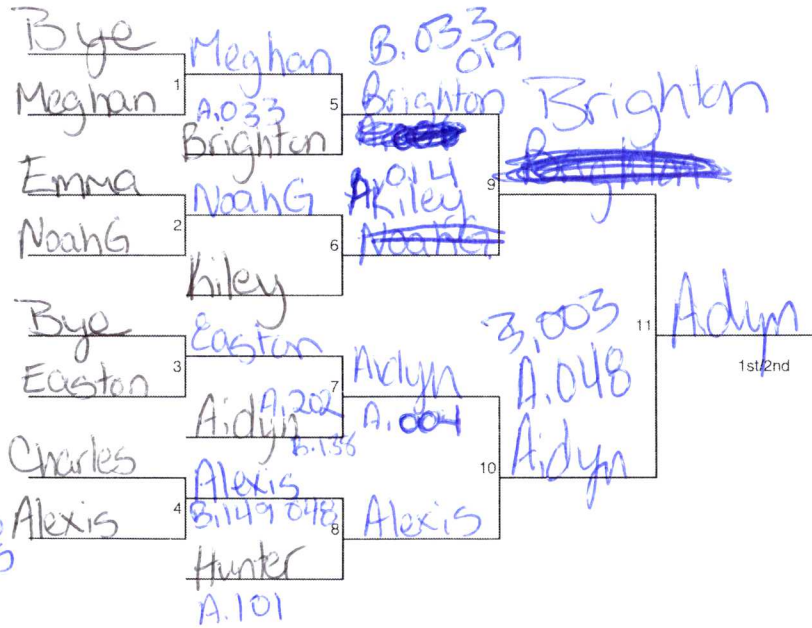 Bye
Meghan
B.033
019
Meghan
1
5
A.033
Brighton
Brighton
Brighton
Emma
NoahG
.014
9
Kiley
NoahG
2
6
NoahG
Kiley
Bye
Easton
3.003
11
Adyn
Easton
3
7
Aidyn
A.048
1st/2nd
Aidyn
A.202
A.004
B.138
Charles
Alexis
10
Aidyn
Alexis
4
B.149 048
8
Alexis
Hunter
A.101